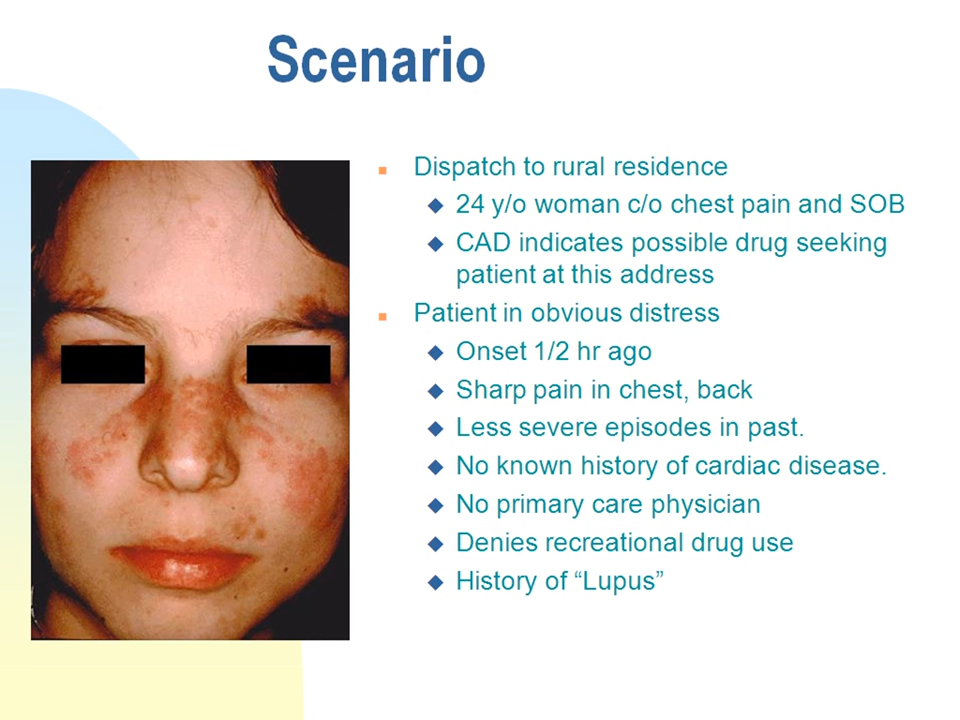 Scenario
Dispatch to rural residence
24 y/o woman c/o chest pain and SOB
CAD indicates possible drug seeking
patient at this address
Patient in obvious distress
Onset 1/2 hr ago
Sharp pain in chest, back
Less severe episodes in past.
No known history of cardiac disease.
No primary care physician
Denies recreational drug use
History of “Lupus”